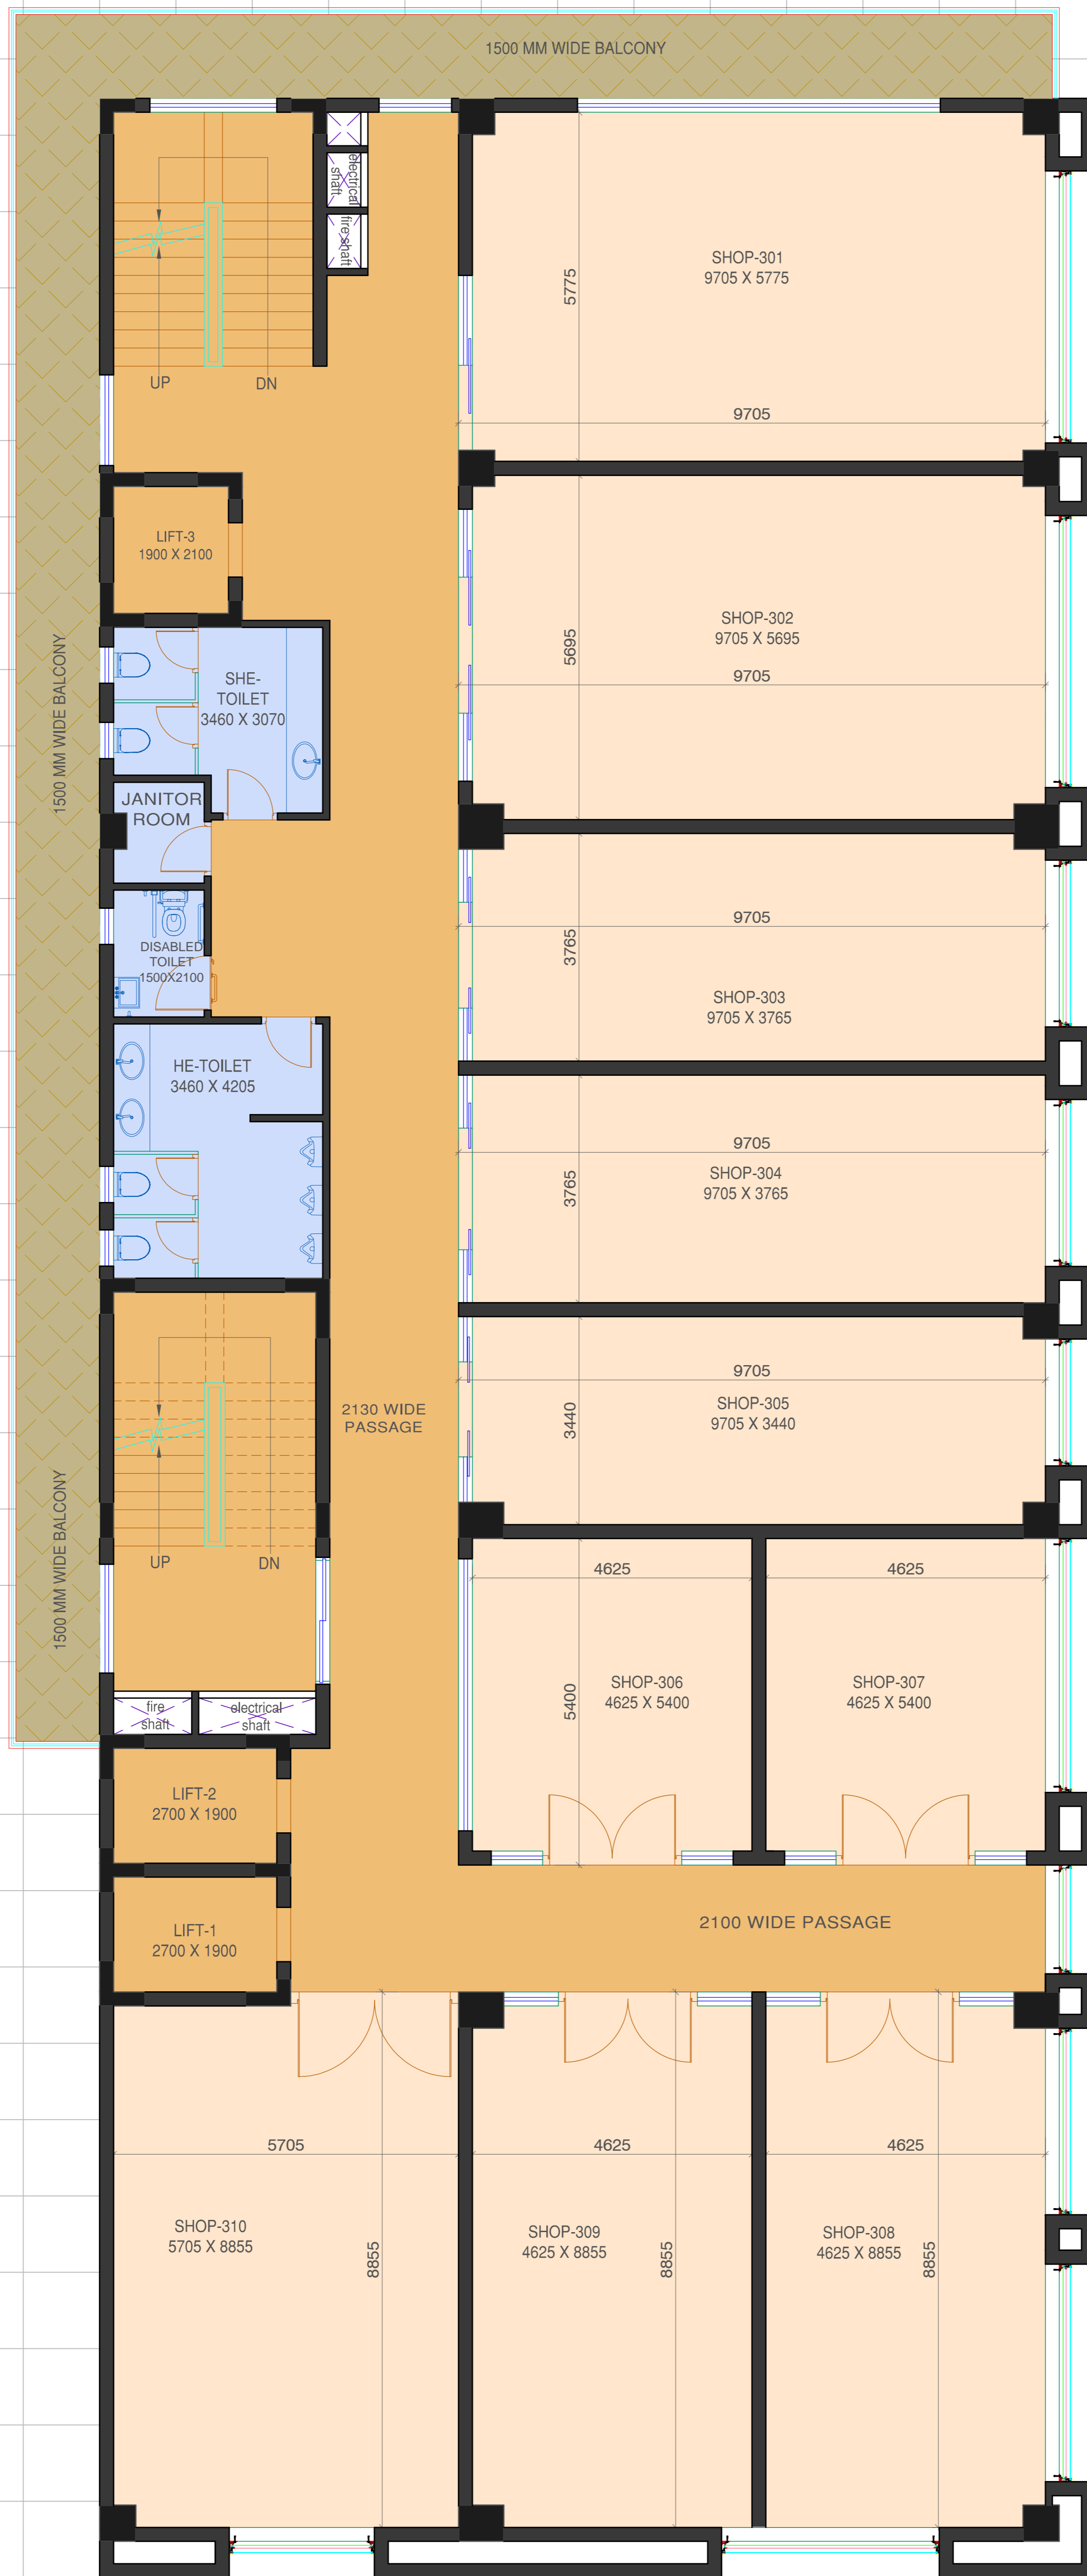 1500 MM WIDE BALCONY
electrical
shaft
fire shaft
SHOP-301
9705 X 5775
5775
UP
DN
9705
LIFT-3
1900 X 2100
1500 MM WIDE BALCONY
SHE-
TOILET
3460 X 3070
SHOP-302
9705 X 5695
5695
9705
JANITOR
ROOM
9705
3765
DISABLED
TOILET
1500X2100
SHOP-303
9705 X 3765
HE-TOILET
3460 X 4205
9705
SHOP-304
9705 X 3765
3765
9705
2130 WIDE
PASSAGE
SHOP-305
9705 X 3440
3440
1500 MM WIDE BALCONY
UP
DN
4625
4625
SHOP-306
4625 X 5400
5400
SHOP-307
4625 X 5400
fire
shaft
electrical
shaft
LIFT-2
2700 X 1900
2100 WIDE PASSAGE
LIFT-1
2700 X 1900
5705
4625
4625
SHOP-310
5705 X 8855
8855
SHOP-309
4625 X 8855
8855
SHOP-308
4625 X 8855
8855